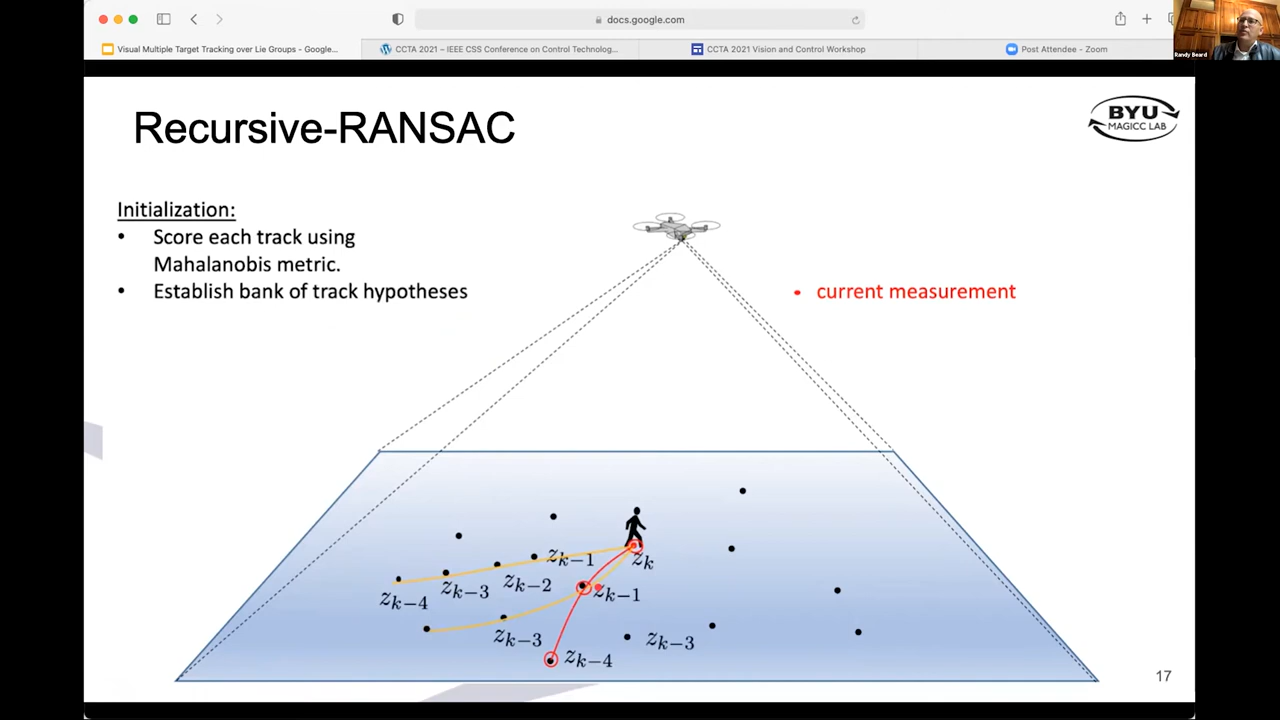 docs.google.com
Visual Multiple Target Tracking over Lie Groups - Google...
CCTA 2021 – IEEE CSS Conference on Control Technolog...
CCTA 2021 Vision and Control Workshop
Post Attendee - Zoom
Randy Beard
Recursive-RANSAC
BYU
MAGICC LAB
Initialization:
• Score each track using
Mahalanobis metric.
• Establish bank of track hypotheses
• current measurement
z_{k-1}
z_k
z_{k-4}
z_{k-3}
z_{k-2}
z_{k-1}
z_{k-3}
z_{k-3}
z_{k-4}
17